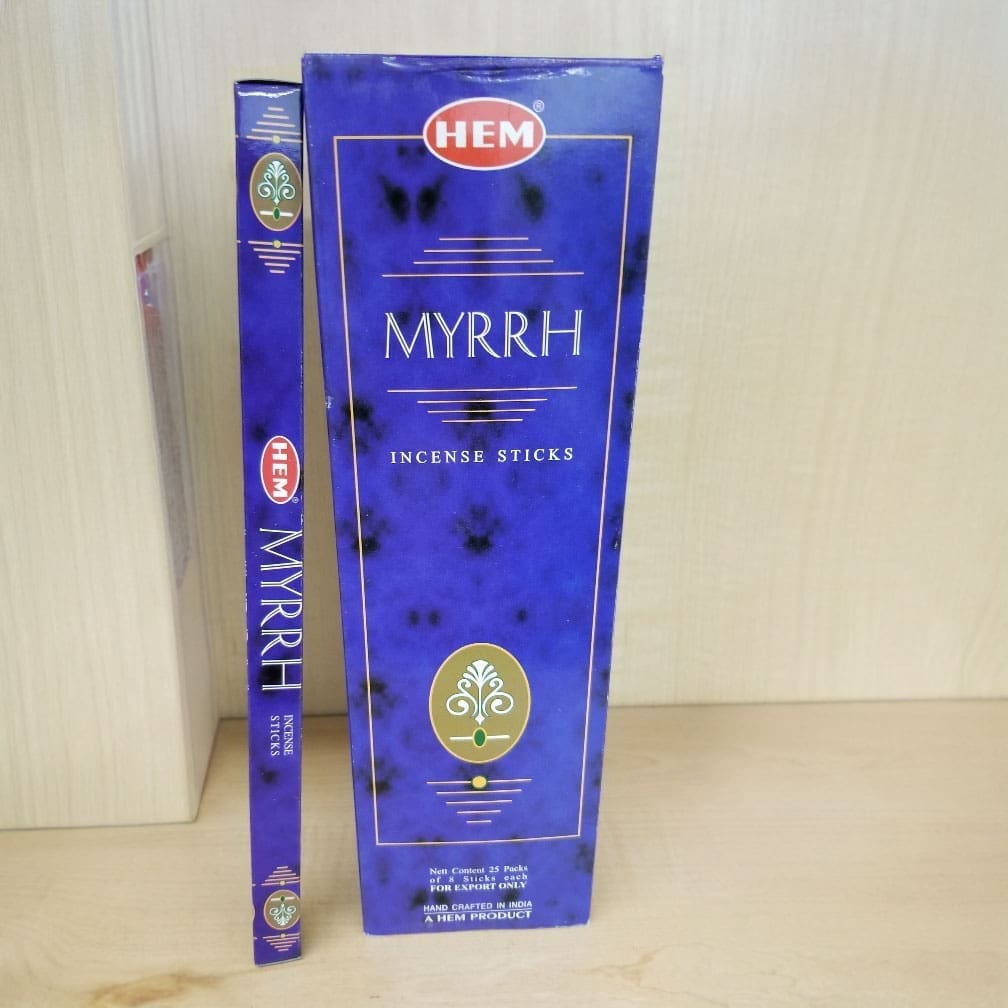 HEM®
MYRRH
INCENSE
STICKS
HEM®
MYRRH
INCENSE STICKS
Nett Content 25 Packs
of 8 Sticks each
FOR EXPORT ONLY
HAND CRAFTED IN INDIA
A HEM PRODUCT